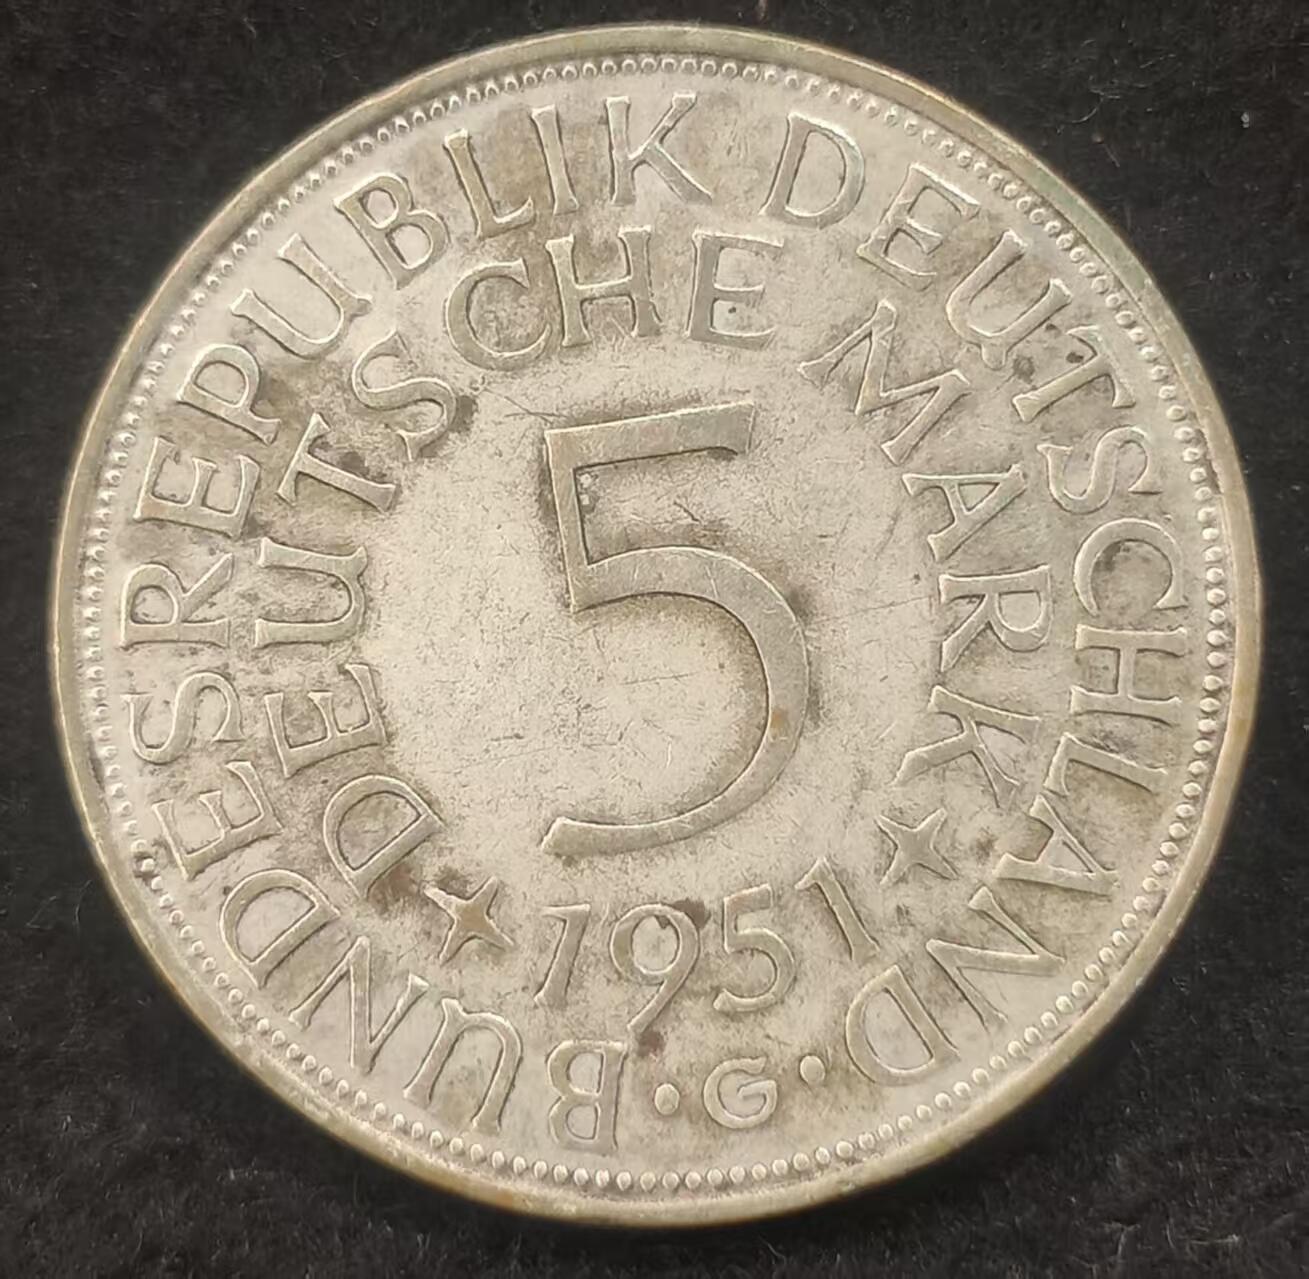 BUNDESREPUBLIK DEUTSCHLAND
DEUTSCHE MARK
5
1951
· G ·